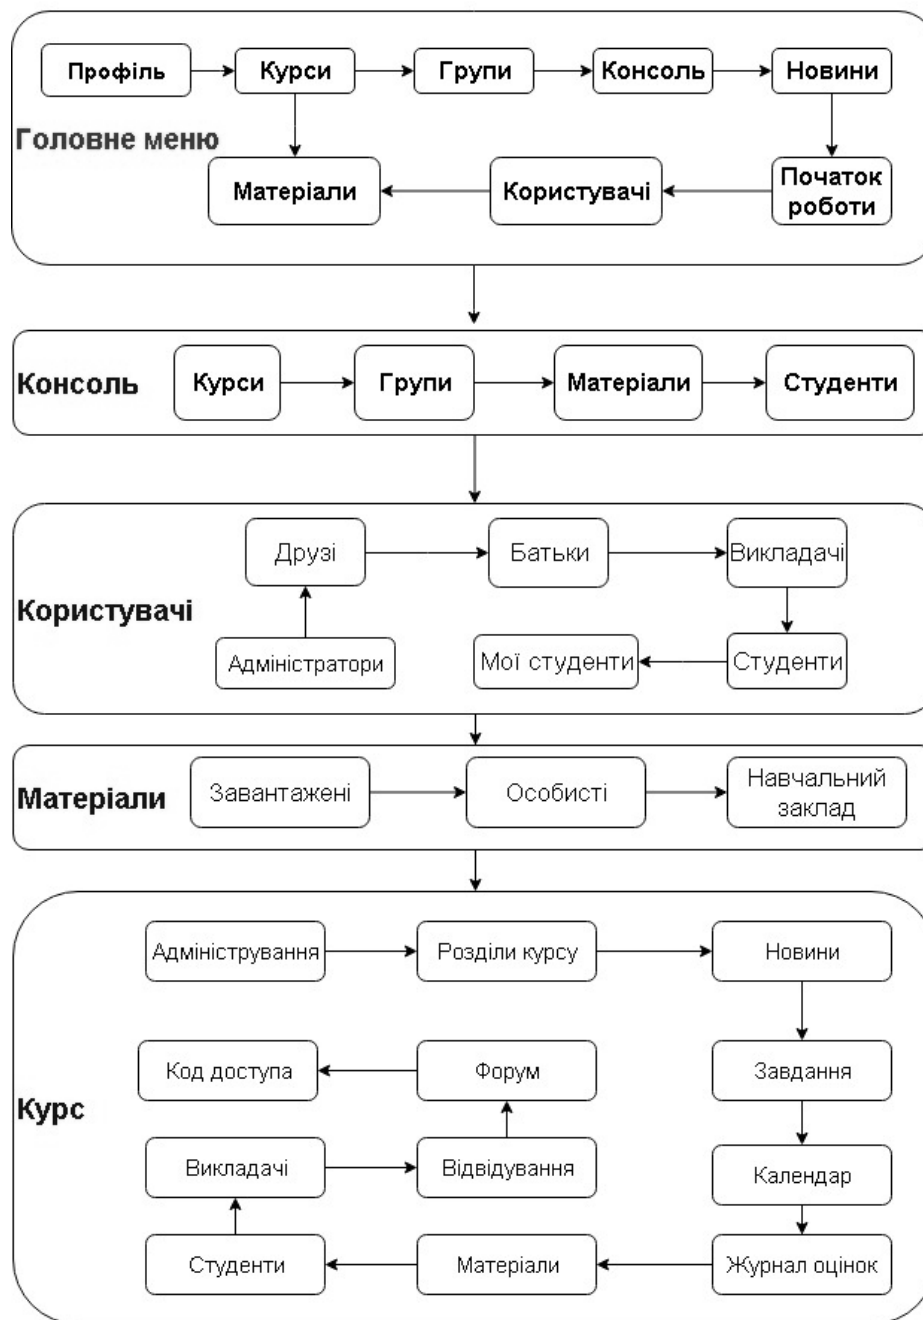 Профіль
Курси
Групи
Консоль
Новини
Головне меню
Матеріали
Користувачі
Початок
роботи
Консоль
Курси
Групи
Матеріали
Студенти
Друзі
Батьки
Викладачі
Користувачі
Адміністратори
Мої студенти
Студенти
Матеріали
Завантажені
Особисті
Навчальний
заклад
Адміністрування
Розділи курсу
Новини
Код доступа
Форум
Завдання
Курс
Викладачі
Відвідування
Календар
Студенти
Матеріали
Журнал оцінок